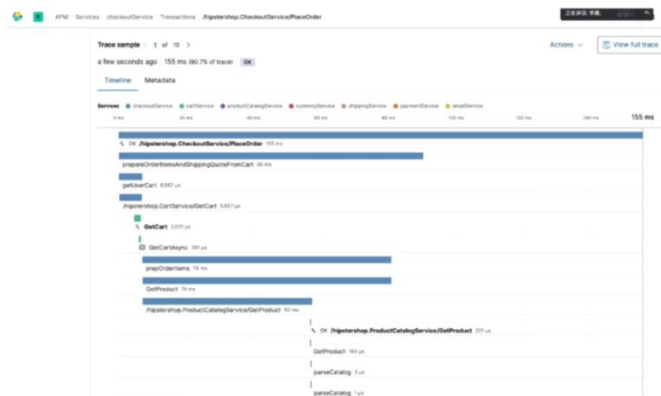 APM Services checkoutService Transactions /hipstershop.CheckoutService/PlaceOrder
Trace sample 1 of 10
Actions View full trace
a few seconds ago 155 ms (90.7% of trace) OK
Timeline Metadata
Services checkoutService cartService productCatalogService currencyService shippingService paymentService emailService
0 ms 20 ms 40 ms 60 ms 80 ms 100 ms 120 ms 140 ms 155 ms
OK /hipstershop.CheckoutService/PlaceOrder 155 ms
prepareOrderItemsAndShippingQuoteFromCart 90 ms
getUserCart
/hipstershop.CartService/GetCart
GetCart
GetCartAsync
prepOrderItems 74 ms
GetProduct 74 ms
/hipstershop.ProductCatalogService/GetProduct 50 ms
OK /hipstershop.ProductCatalogService/GetProduct
GetProduct
parseCatalog
parseCatalog